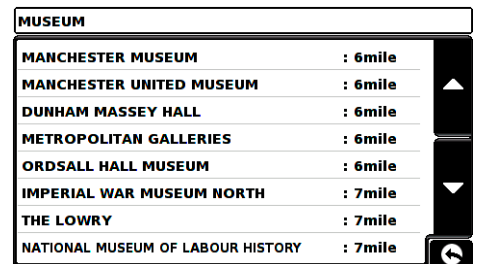 MUSEUM
MANCHESTER MUSEUM : 6mile
MANCHESTER UNITED MUSEUM : 6mile
DUNHAM MASSEY HALL : 6mile
METROPOLITAN GALLERIES : 6mile
ORDSALL HALL MUSEUM : 6mile
IMPERIAL WAR MUSEUM NORTH : 7mile
THE LOWRY : 7mile
NATIONAL MUSEUM OF LABOUR HISTORY : 7mile